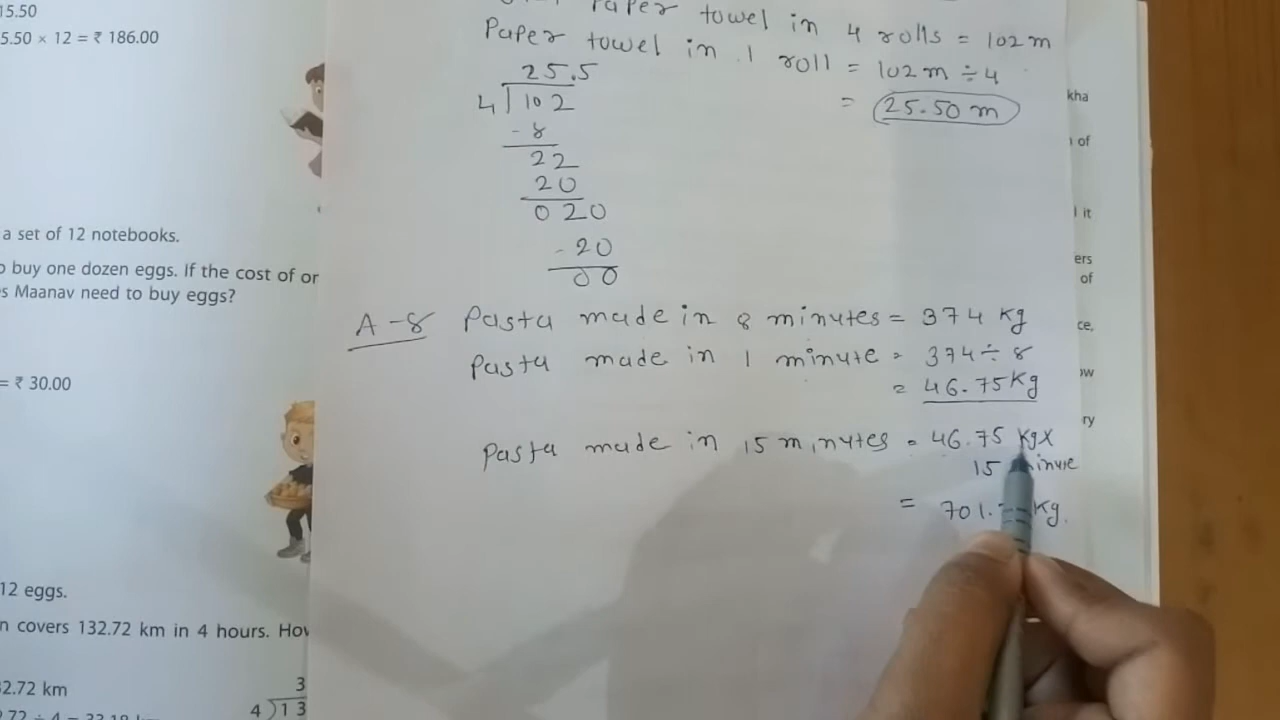 15.50
5.50 × 12 = ₹ 186.00
a set of 12 notebooks.
o buy one dozen eggs. If the cost of or
s Maanav need to buy eggs?
= ₹ 30.00
12 eggs.
n covers 132.72 km in 4 hours. How
2.72 km
3
4)13
Paper towel in 4 rolls = 102 m
Paper towel in 1 roll = 102 m ÷ 4
= 25.50 m
25.5
4 102
- 8
22
20
020
- 20
00
A-8 Pasta made in 8 minutes = 374 Kg
Pasta made in 1 minute = 374 ÷ 8
= 46.75 Kg
Pasta made in 15 minutes = 46.75 Kg x
15
= 701. Kg.
kha
of
it
ers
of
ce,
ow
ry